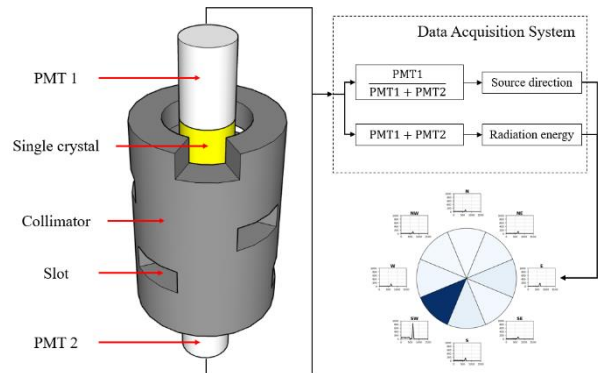 Data Acquisition System
PMT 1
PMT1
PMT1 + PMT2
Source direction
PMT1 + PMT2
Radiation energy
Single crystal
Collimator
Slot
PMT 2
N
NW
NE
W
E
SW
SE
S